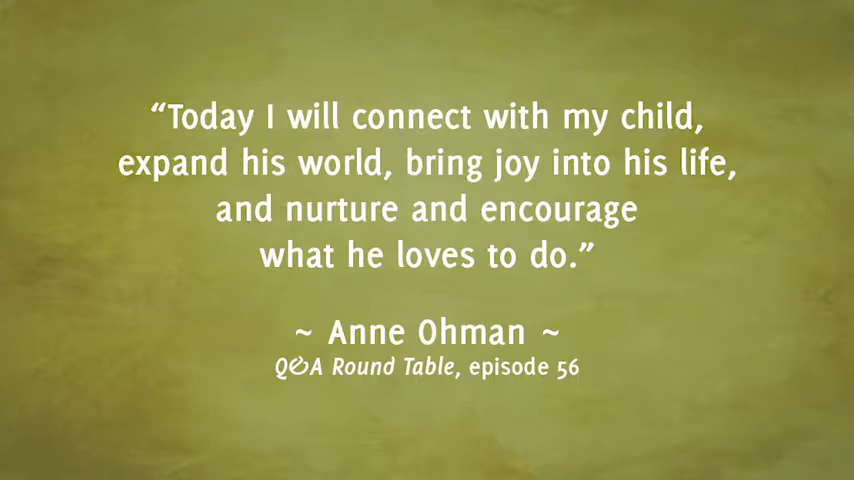 “Today I will connect with my child,
expand his world, bring joy into his life,
and nurture and encourage
what he loves to do.”
~ Anne Ohman ~
Q&A Round Table, episode 56